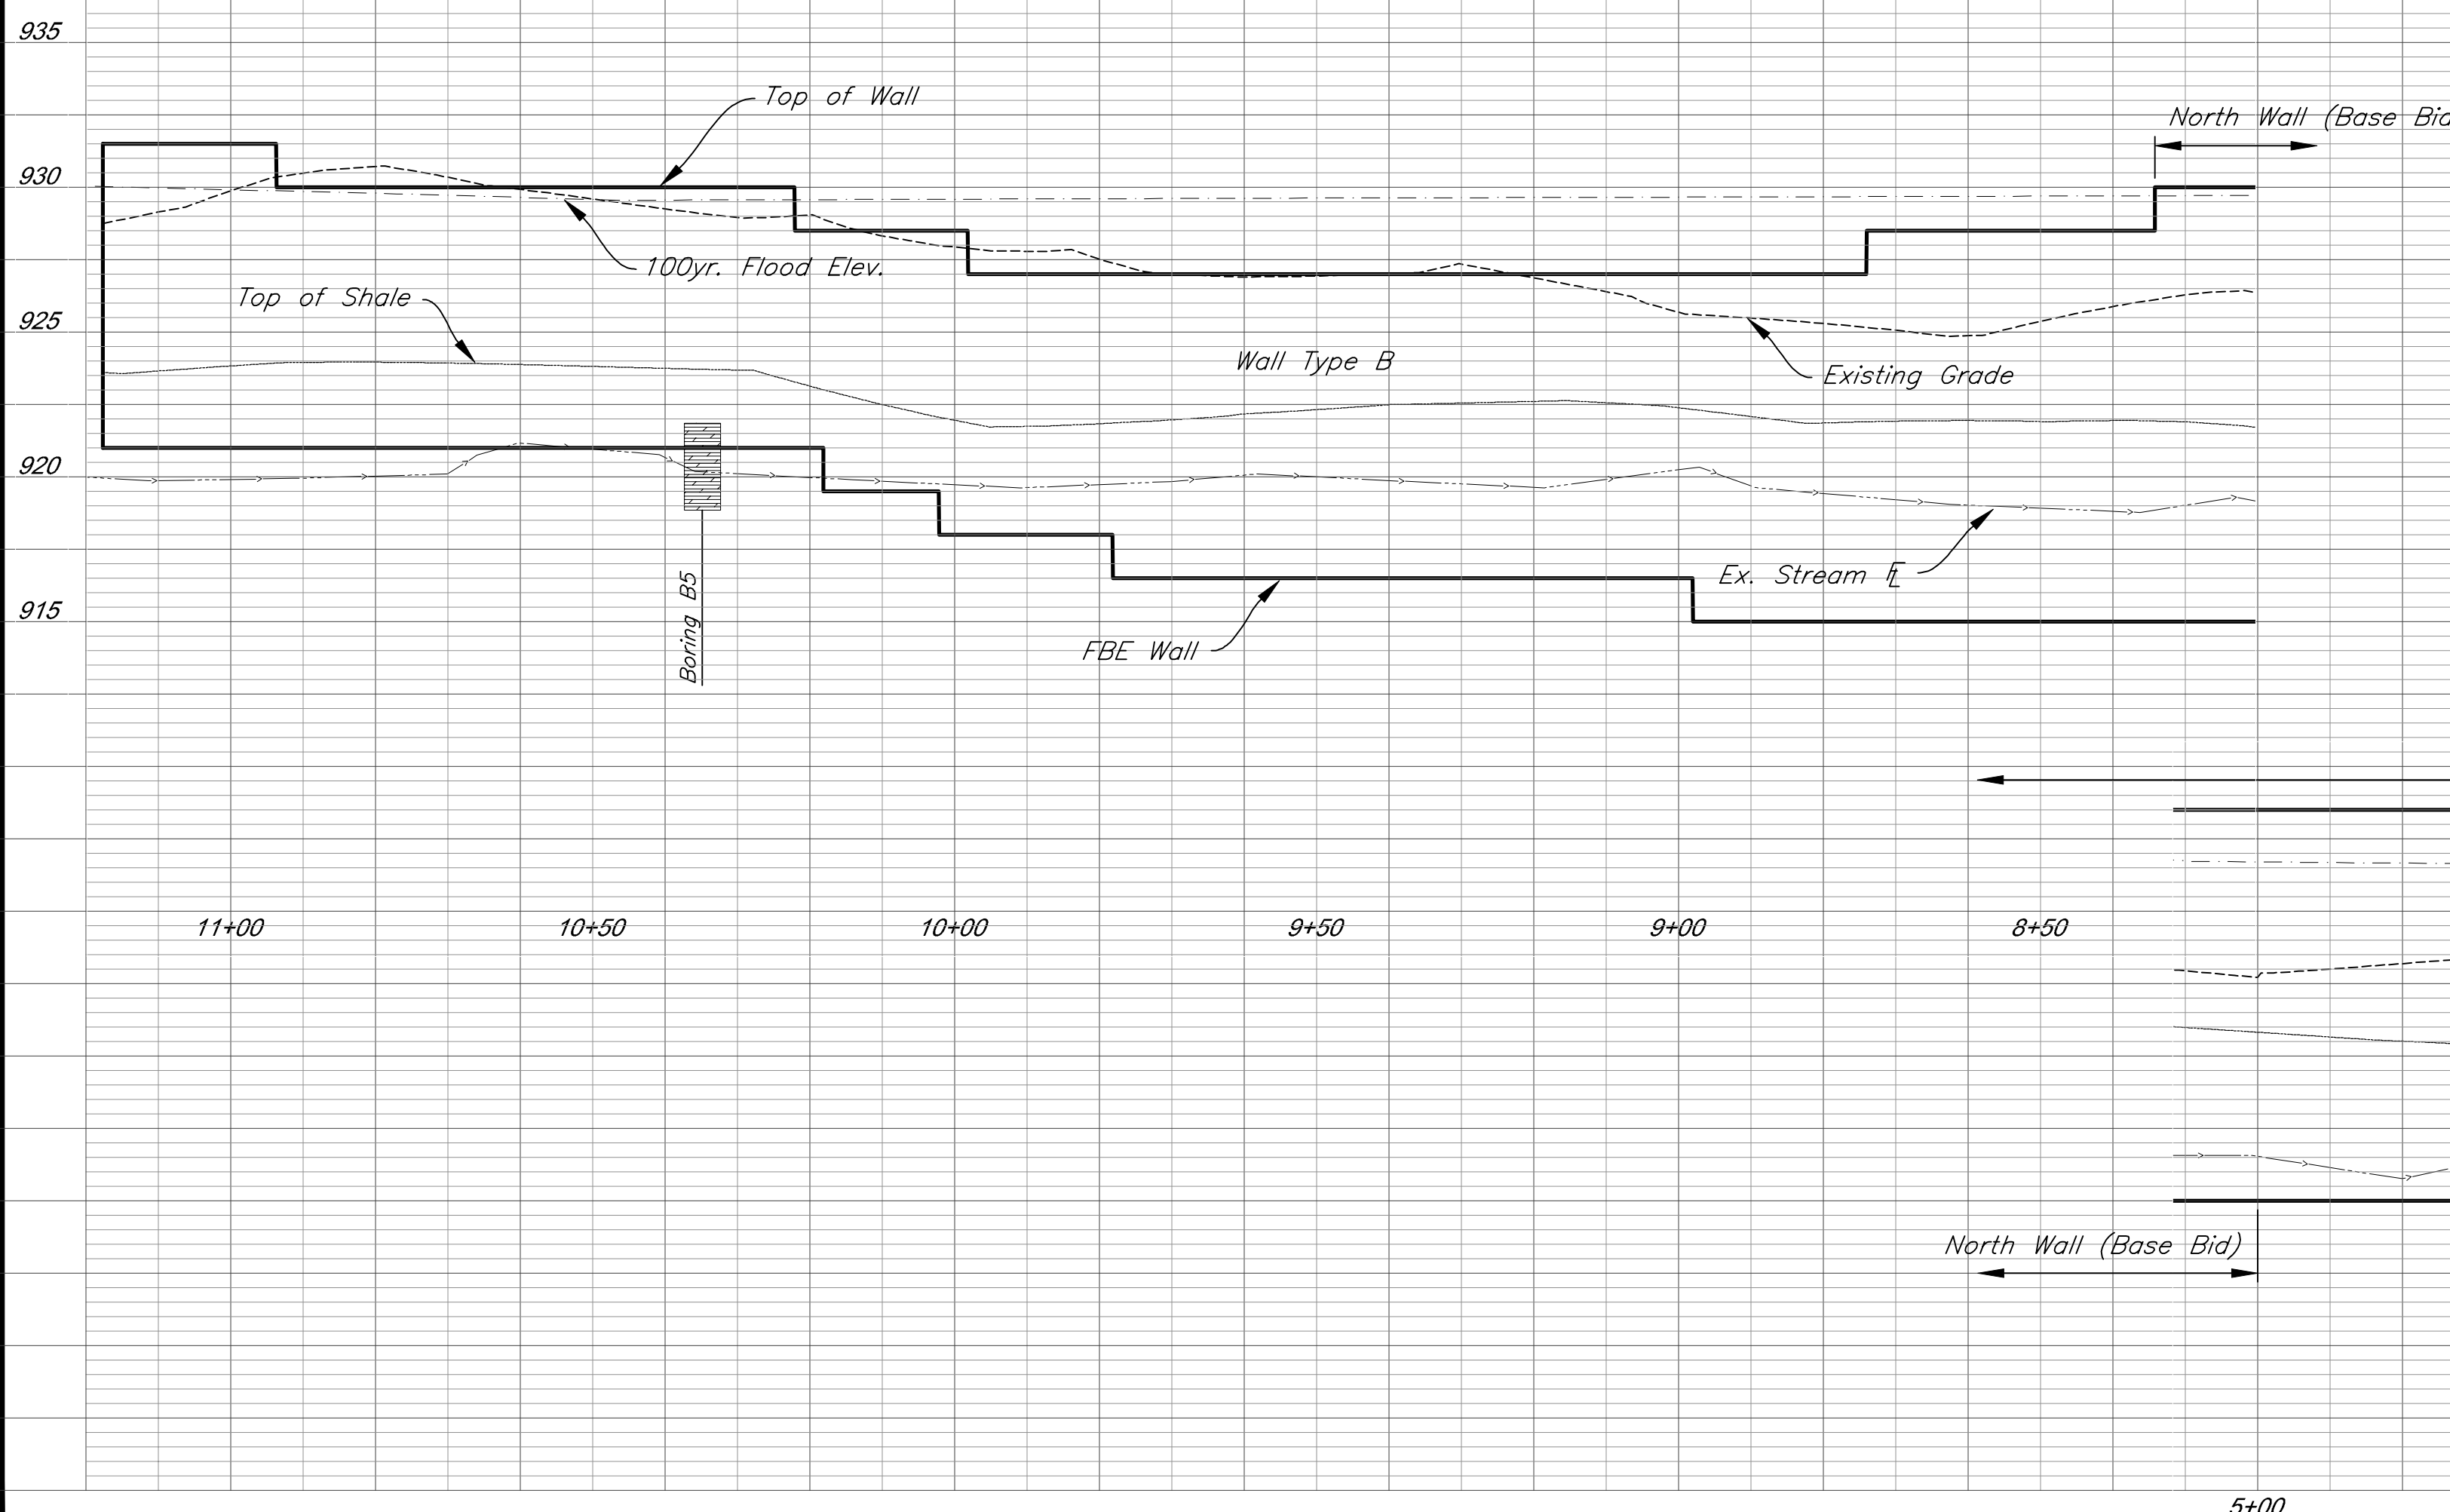 935
Top of Wall
North Wall (Base Bid
930
100yr. Flood Elev.
Top of Shale
925
Wall Type B
Existing Grade
920
Ex. Stream FL
915
Boring B5
FBE Wall
11+00
10+50
10+00
9+50
9+00
8+50
North Wall (Base Bid)
5+00